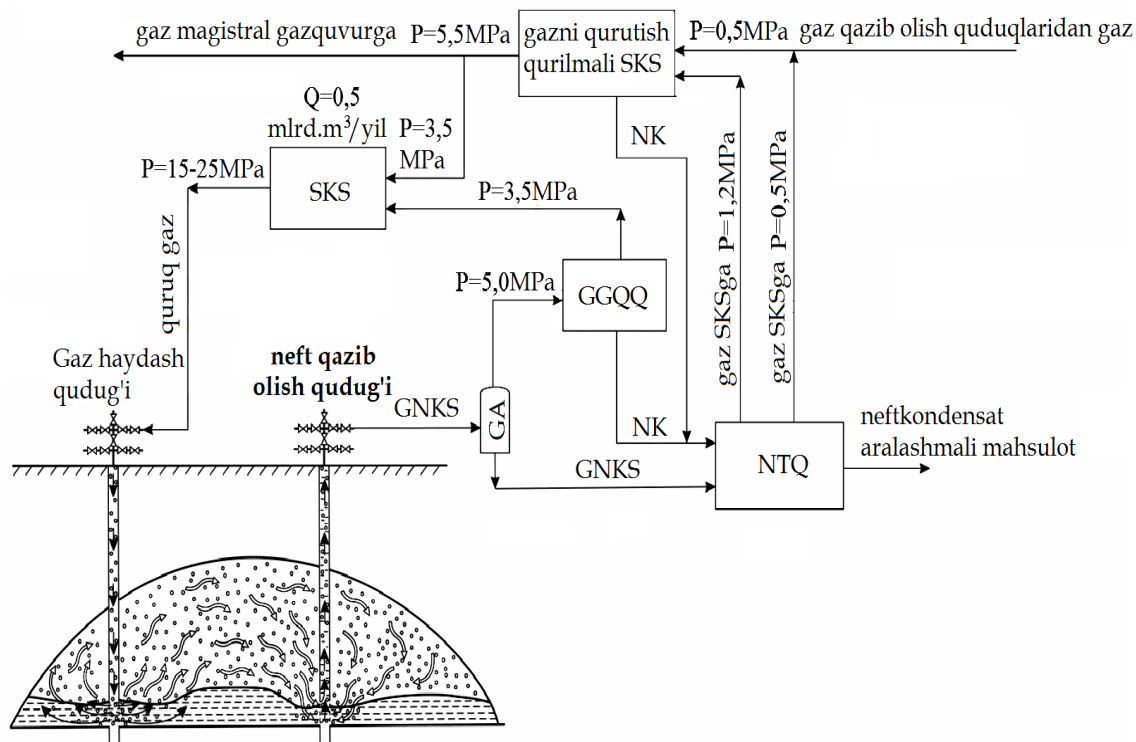 gaz magistral gazquvurga
P=5,5MPa
gazni qurutish
qurilmali SKS
P=0,5MPa
gaz qazib olish quduqlaridan gaz
Q=0,5
mlrd.m³/yil
P=3,5
MPa
NK
P=15-25MPa
SKS
P=3,5MPa
quruq gaz
P=5,0MPa
GGQQ
gaz SKSga P=1,2MPa
gaz SKSga P=0,5MPa
Gaz haydash
qudug'i
neft qazib
olish qudug'i
GNKS
GA
NK
neftkondensat
aralashmali mahsulot
GNKS
NTQ